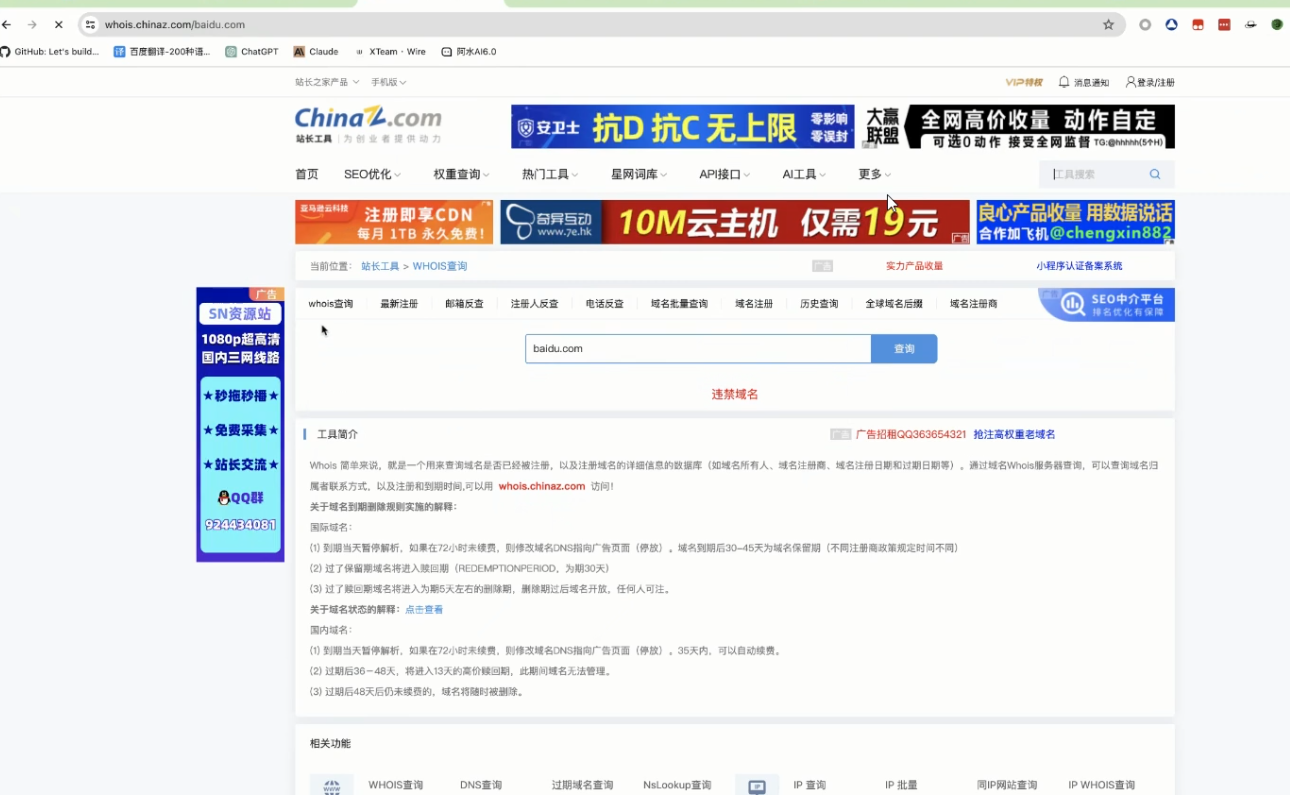 whois.chinaz.com/baidu.com
GitHub: Let's build...
百度翻译-200种语...
ChatGPT
Claude
XTeam · Wire
阿水AI6.0
站长之家产品
手机版
VIP特权
消息通知
登录/注册
ChinaZ.com
站长工具 | 为创业者提供动力
安卫士 抗D 抗C 无上限 零影响 零误封
大赢联盟 全网高价收量 动作自定
可选0动作 接受全网监督 TG:@hhhhh(5个H)
首页
SEO优化
权重查询
热门工具
星网词库
API接口
AI工具
更多
工具搜索
亚马逊云科技 注册即享CDN
每月 1TB 永久免费!
奇异互动 www.7e.hk 10M云主机 仅需19元
广告
良心产品收量 用数据说话
合作加飞机@chengxin882
当前位置： 站长工具 > WHOIS查询
广告
实力产品收量
小程序认证备案系统
whois查询
最新注册
邮箱反查
注册人反查
电话反查
域名批量查询
域名注册
历史查询
全球域名后缀
域名注册商
SEO中介平台
排名优化有保障
baidu.com
查询
违禁域名
广告
SN资源站
1080p超高清
国内三网线路
★秒拖秒播★
★免费采集★
★站长交流★
QQ群
924434081
工具简介
广告 广告招租QQ363654321 抢注高权重老域名
Whois 简单来说，就是一个用来查询域名是否已经被注册，以及注册域名的详细信息的数据库（如域名所有人、域名注册商、域名注册日期和过期日期等）。通过域名Whois服务器查询，可以查询域名归
属者联系方式，以及注册和到期时间,可以用 whois.chinaz.com 访问！
关于域名到期删除规则实施的解释：
国际域名：
(1) 到期当天暂停解析，如果在72小时未续费，则修改域名DNS指向广告页面（停放）。域名到期后30–45天为域名保留期（不同注册商政策规定时间不同）
(2) 过了保留期域名将进入赎回期（REDEMPTIONPERIOD，为期30天）
(3) 过了赎回期域名将进入为期5天左右的删除期，删除期过后域名开放，任何人可注。
关于域名状态的解释：点击查看
国内域名：
(1) 到期当天暂停解析，如果在72小时未续费，则修改域名DNS指向广告页面（停放）。35天内，可以自动续费。
(2) 过期后36－48天，将进入13天的高价赎回期，此期间域名无法管理。
(3) 过期后48天后仍未续费的，域名将随时被删除。
相关功能
WHOIS查询
DNS查询
过期域名查询
NsLookup查询
IP 查询
IP 批量
同IP网站查询
IP WHOIS查询